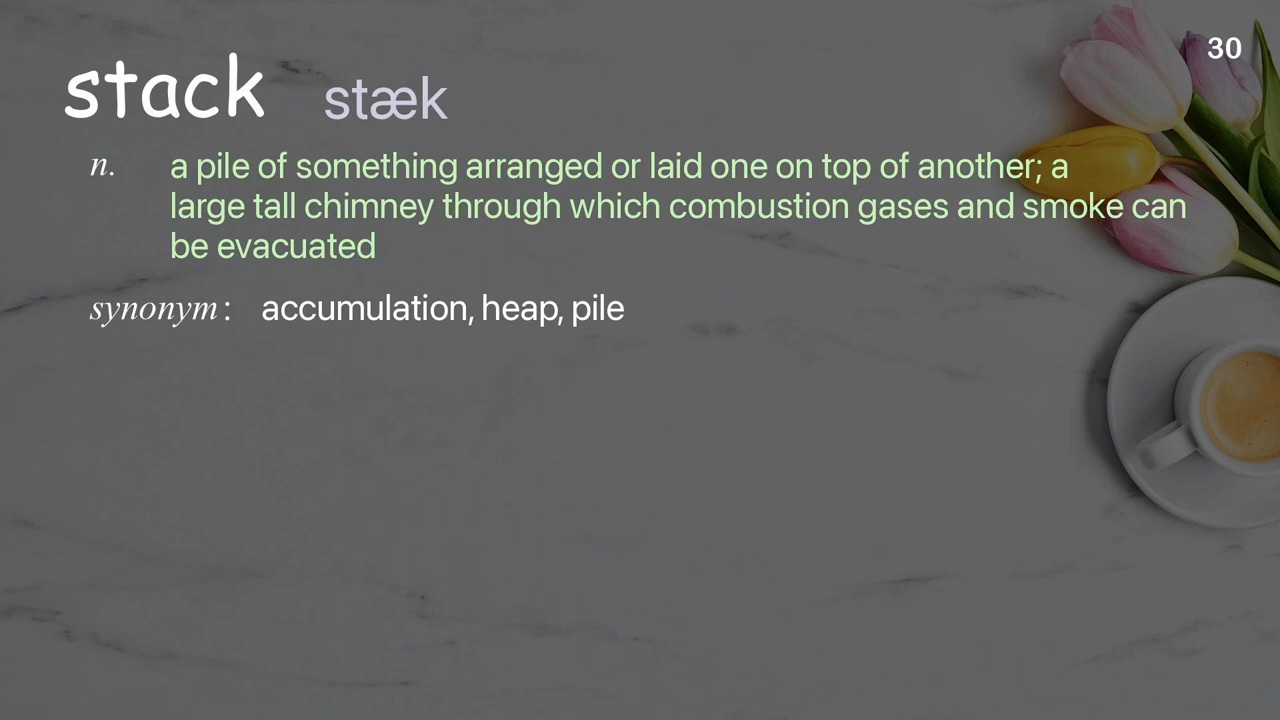 30
stack stæk
n. a pile of something arranged or laid one on top of another; a
large tall chimney through which combustion gases and smoke can
be evacuated
synonym: accumulation, heap, pile